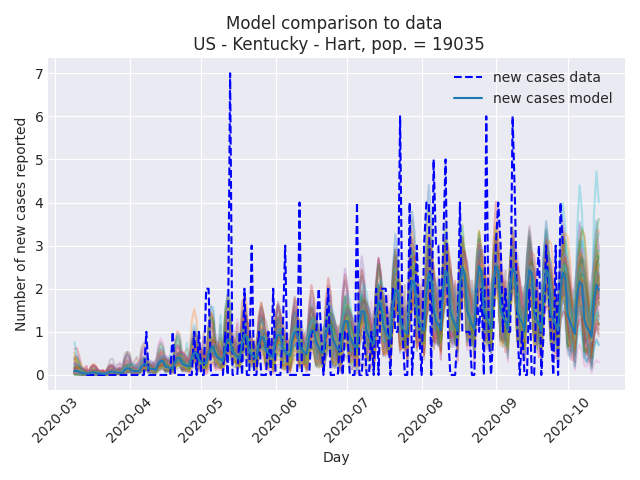 Model comparison to data
US - Kentucky - Hart, pop. = 19035
new cases data
new cases model
Number of new cases reported
7
6
5
4
3
2
1
0
2020-03
2020-04
2020-05
2020-06
2020-07
2020-08
2020-09
2020-10
Day